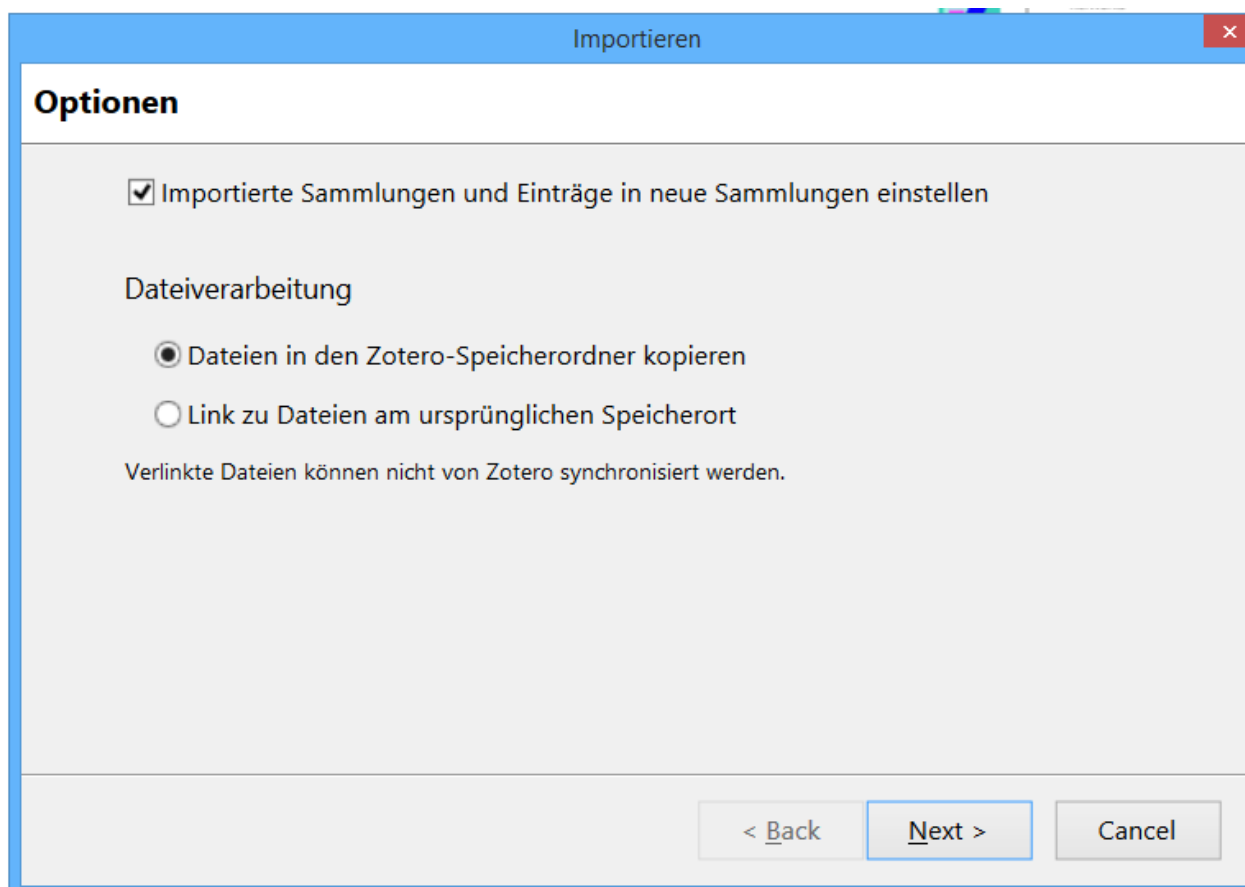 Importieren
Optionen
Importierte Sammlungen und Einträge in neue Sammlungen einstellen
Dateiverarbeitung
Dateien in den Zotero-Speicherordner kopieren
Link zu Dateien am ursprünglichen Speicherort
Verlinkte Dateien können nicht von Zotero synchronisiert werden.
< Back Next > Cancel